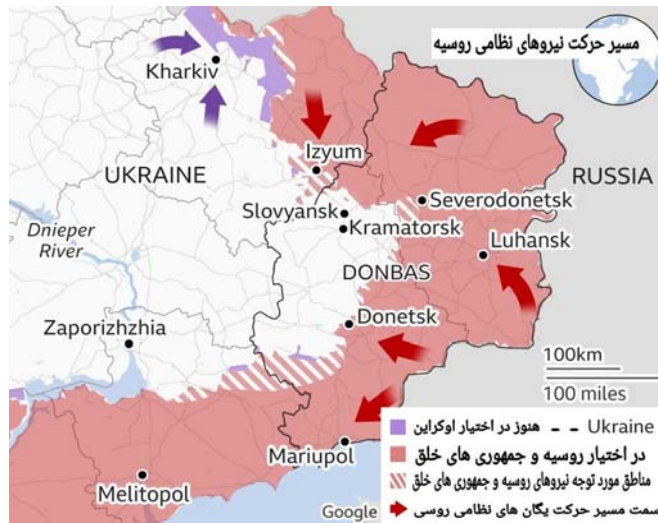 مسیر حرکت نیروهای نظامی روسیه
Kharkiv
Izyum
UKRAINE
RUSSIA
Slovyansk
Severodonetsk
Kramatorsk
Dnieper
River
Luhansk
DONBAS
Zaporizhzhia
Donetsk
100km
100 miles
هنوز در اختیار اوکراین
Ukraine
در اختیار روسیه و جمهوری های خلق
مناطق مورد توجه نیروهای روسیه و جمهوری های خلق
سمت مسیر حرکت یگان های نظامی روسی
Mariupol
Melitopol
Google